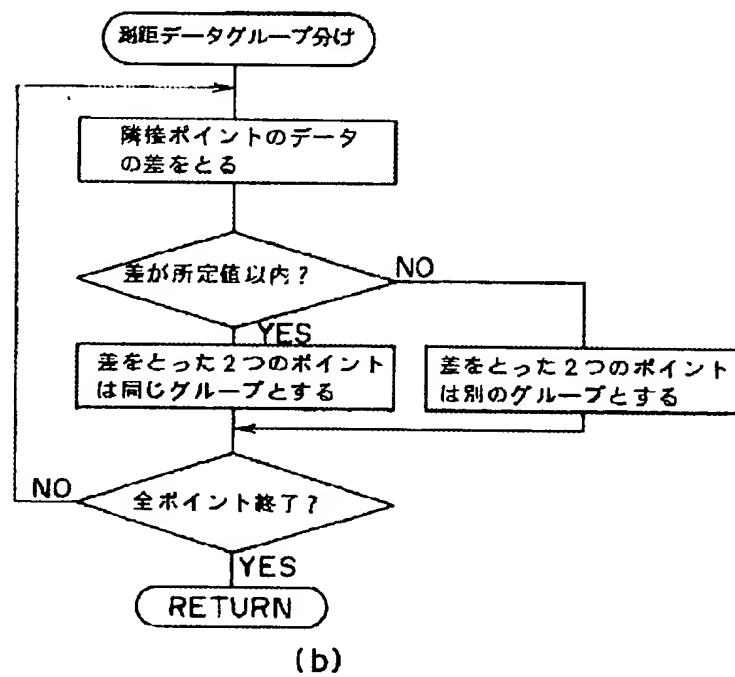 測距データグループ分け
隣接ポイントのデータ
の差をとる
差が所定値以内？
NO
YES
差をとった２つのポイント
は同じグループとする
差をとった２つのポイント
は別のグループとする
NO
全ポイント終了？
YES
RETURN
(b)